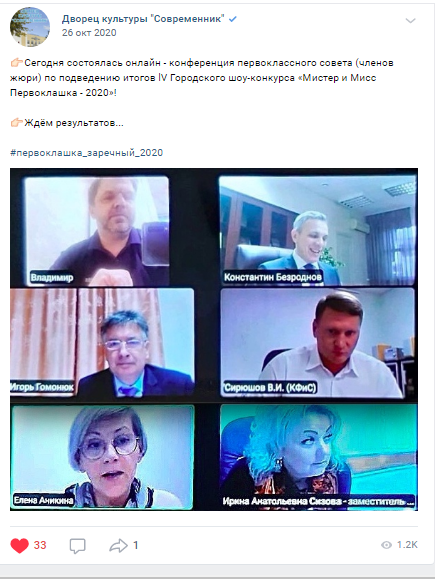 Дворец культуры "Современник"
26 окт 2020
👉Сегодня состоялась онлайн - конференция первоклассного совета (членов
жюри) по подведению итогов IV Городского шоу-конкурса «Мистер и Мисс
Первоклашка - 2020»!
👉Ждём результатов...
#первоклашка_заречный_2020
Владимир
Константин Безроднов
Игорь Гомонюк
Сирюшов В.И. (КФиС)
Елена Аникина
Ирина Анатольевна Сизова - заместитель ...
33
1
1.2K